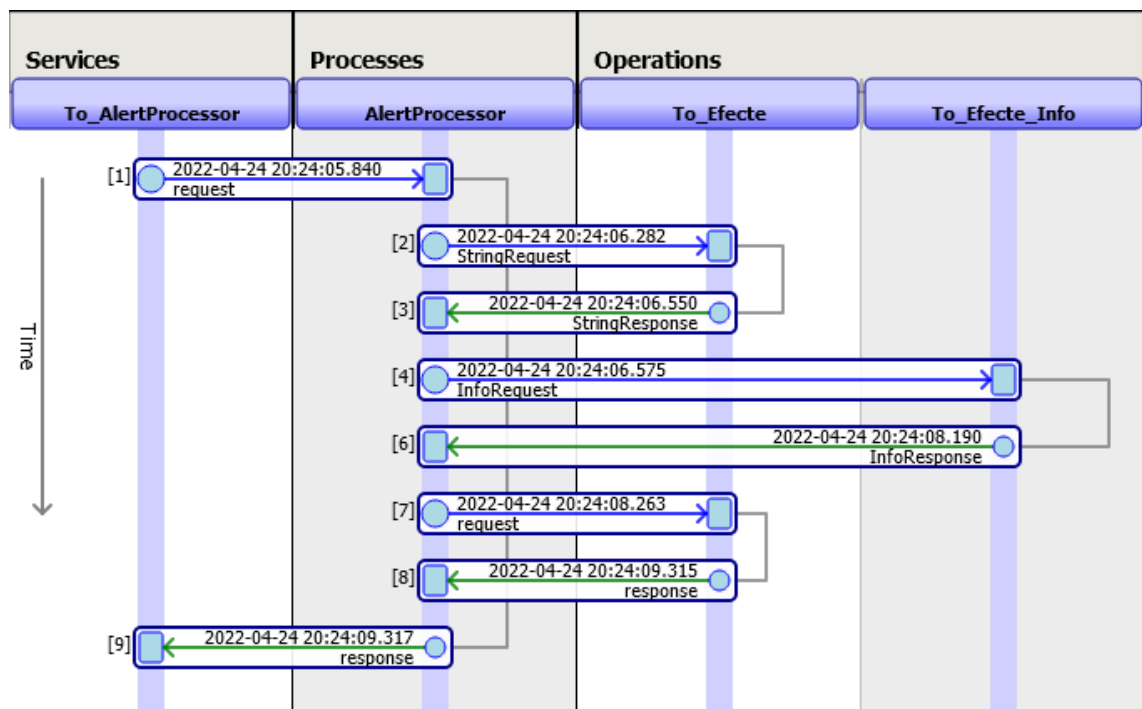 Services
Processes
Operations
To_AlertProcessor
AlertProcessor
To_Efecte
To_Efecte_Info
Time
[1]
2022-04-24 20:24:05.840
request
[2]
2022-04-24 20:24:06.282
StringRequest
[3]
2022-04-24 20:24:06.550
StringResponse
[4]
2022-04-24 20:24:06.575
InfoRequest
[6]
2022-04-24 20:24:08.190
InfoResponse
[7]
2022-04-24 20:24:08.263
request
[8]
2022-04-24 20:24:09.315
response
[9]
2022-04-24 20:24:09.317
response